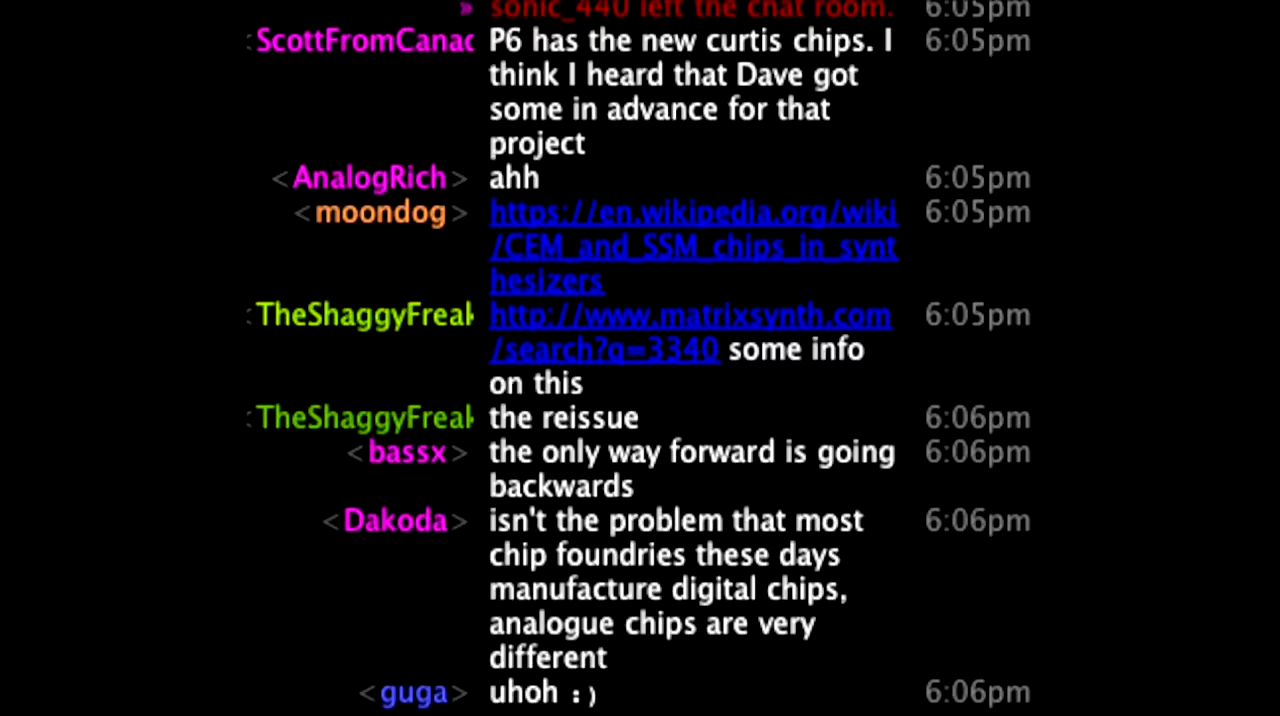 » sonic_440 left the chat room. 6:05pm
<ScottFromCanad P6 has the new curtis chips. I 6:05pm
think I heard that Dave got
some in advance for that
project
<AnalogRich> ahh 6:05pm
<moondog> https://en.wikipedia.org/wiki 6:05pm
/CEM_and_SSM_chips_in_synt
hesizers
<TheShaggyFreak http://www.matrixsynth.com 6:05pm
/search?q=3340 some info
on this
<TheShaggyFreak the reissue 6:06pm
<bassx> the only way forward is going 6:06pm
backwards
<Dakoda> isn't the problem that most 6:06pm
chip foundries these days
manufacture digital chips,
analogue chips are very
different
<guga> uhoh :) 6:06pm